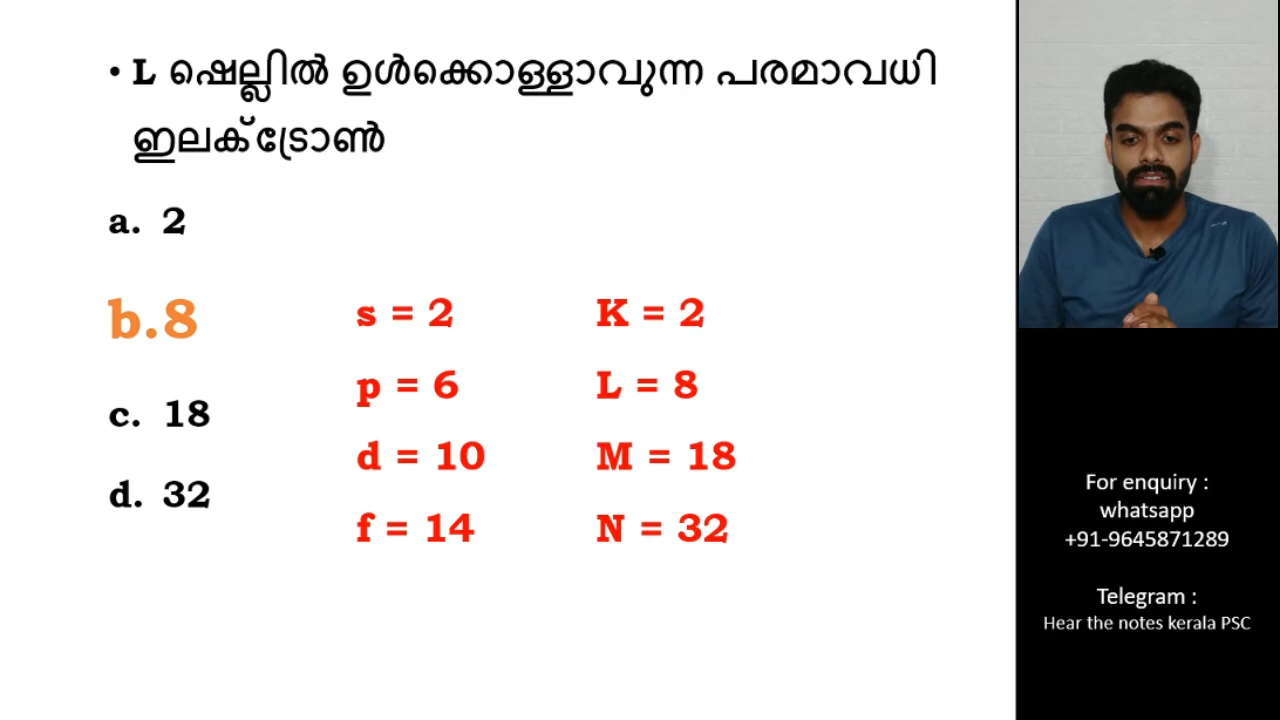 • L ഷെല്ലിൽ ഉൾക്കൊള്ളാവുന്ന പരമാവധി
ഇലക്ട്രോൺ
a. 2
b.8
c. 18
d. 32
s = 2
p = 6
d = 10
f = 14
K = 2
L = 8
M = 18
N = 32
For enquiry :
whatsapp
+91-9645871289
Telegram :
Hear the notes kerala PSC